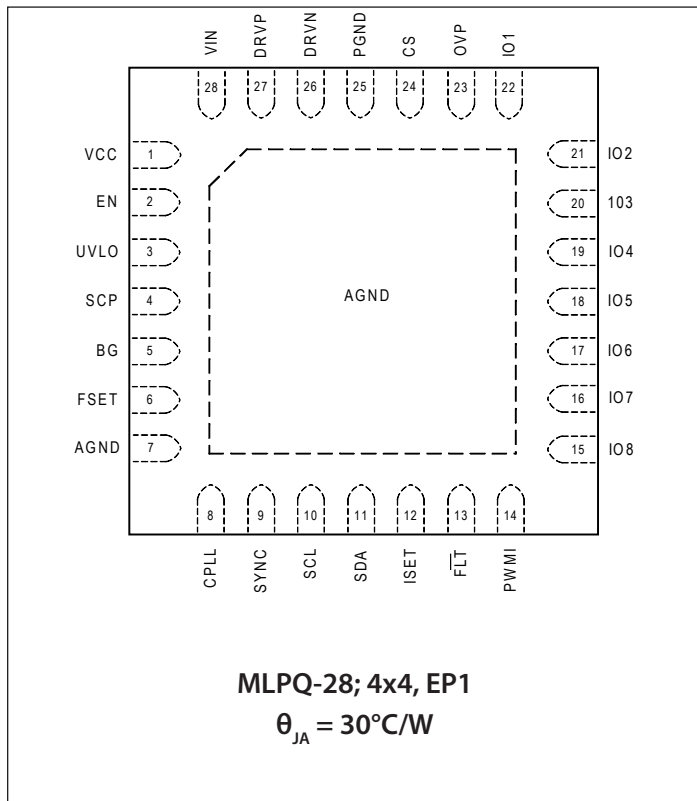 VIN DRVP DRVN PGND CS OVP IO1
28 27 26 25 24 23 22
VCC 1 21 IO2
EN 2 20 103
UVLO 3 19 IO4
SCP 4 18 IO5
AGND
BG 5 17 IO6
FSET 6 16 IO7
AGND 7 15 IO8
8 9 10 11 12 13 14
CPLL SYNC SCL SDA ISET F̅L̅T̅ PWMI
MLPQ-28; 4x4, EP1
θJA = 30°C/W